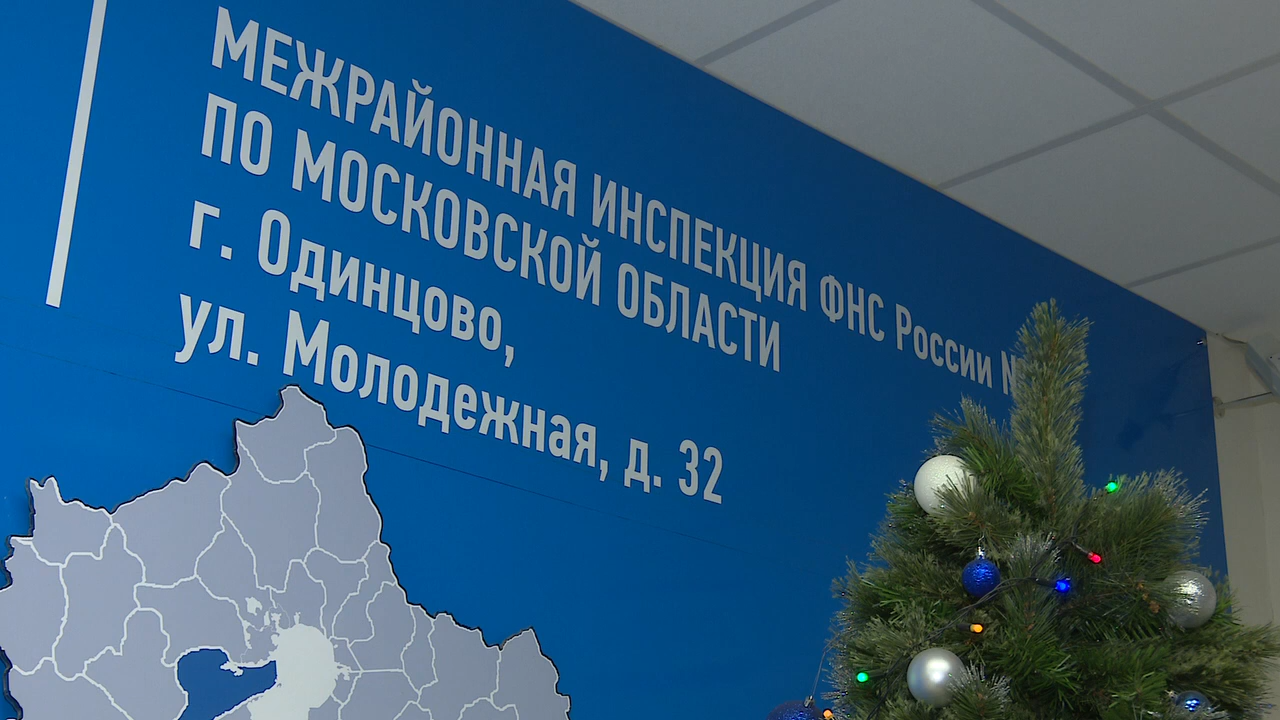 МЕЖРАЙОННАЯ ИНСПЕКЦИЯ ФНС России
ПО МОСКОВСКОЙ ОБЛАСТИ
г. Одинцово,
ул. Молодежная, д. 32